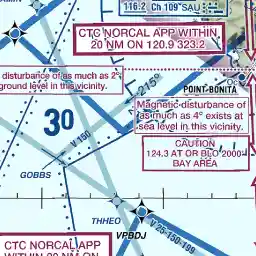 116.2 Ch 109 SAU
CTC NORCAL APP WITHIN
20 NM ON 120.9 323.2
disturbance of as much as 2°
ground level in this vicinity.
215°
POINT BONITA
Magnetic disturbance of
as much as 4° exists at
sea level in this vicinity.
30
V 150
CAUTION
124.3 AT OR BLO 2000
BAY AREA
GOBBS
THHEO
VPBDJ
V 25-150-199
CTC NORCAL APP
WITHIN 20 NM ON